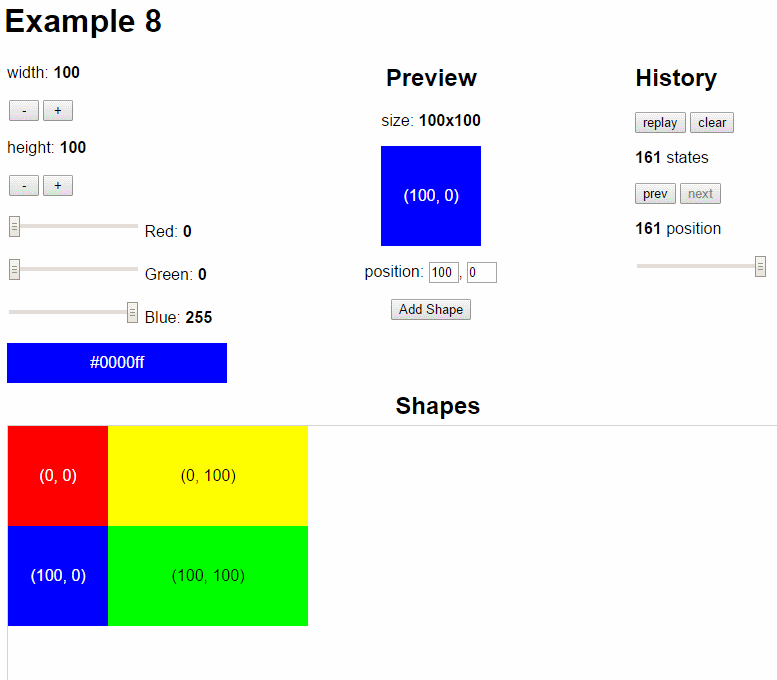 Example 8
width: 100
- +
height: 100
- +
Red: 0
Green: 0
Blue: 255
#0000ff
Preview
size: 100x100
(100, 0)
position: 100, 0
Add Shape
History
replay clear
161 states
prev next
161 position
Shapes
(0, 0) (0, 100)
(100, 0) (100, 100)